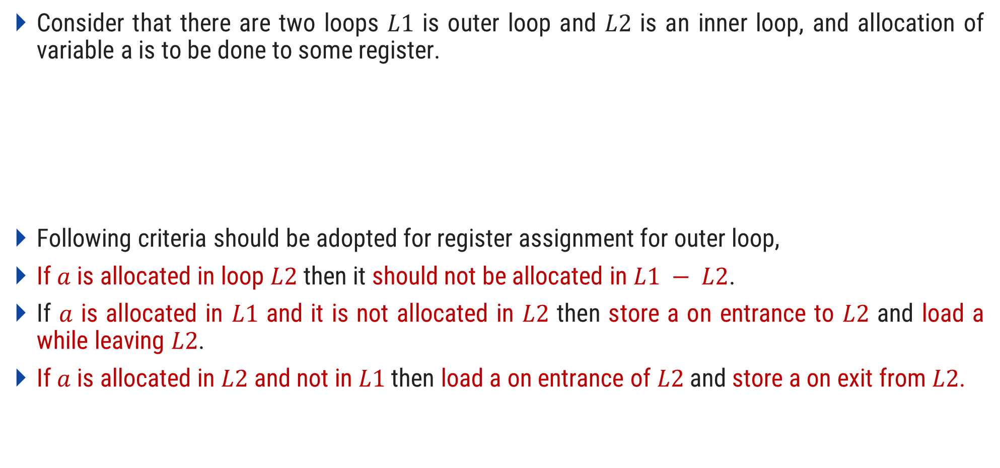 Consider that there are two loops L1 is outer loop and L2 is an inner loop, and allocation of
variable a is to be done to some register.
Following criteria should be adopted for register assignment for outer loop,
If a is allocated in loop L2 then it should not be allocated in L1 − L2.
If a is allocated in L1 and it is not allocated in L2 then store a on entrance to L2 and load a
while leaving L2.
If a is allocated in L2 and not in L1 then load a on entrance of L2 and store a on exit from L2.